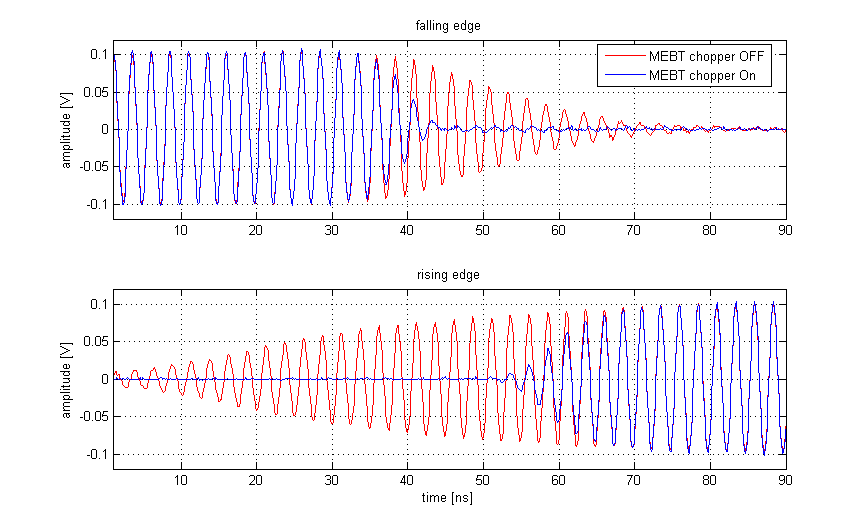 falling edge
MEBT chopper OFF
MEBT chopper On
amplitude [V]
0.1
0.05
0
-0.05
-0.1
10 20 30 40 50 60 70 80 90
rising edge
amplitude [V]
0.1
0.05
0
-0.05
-0.1
10 20 30 40 50 60 70 80 90
time [ns]